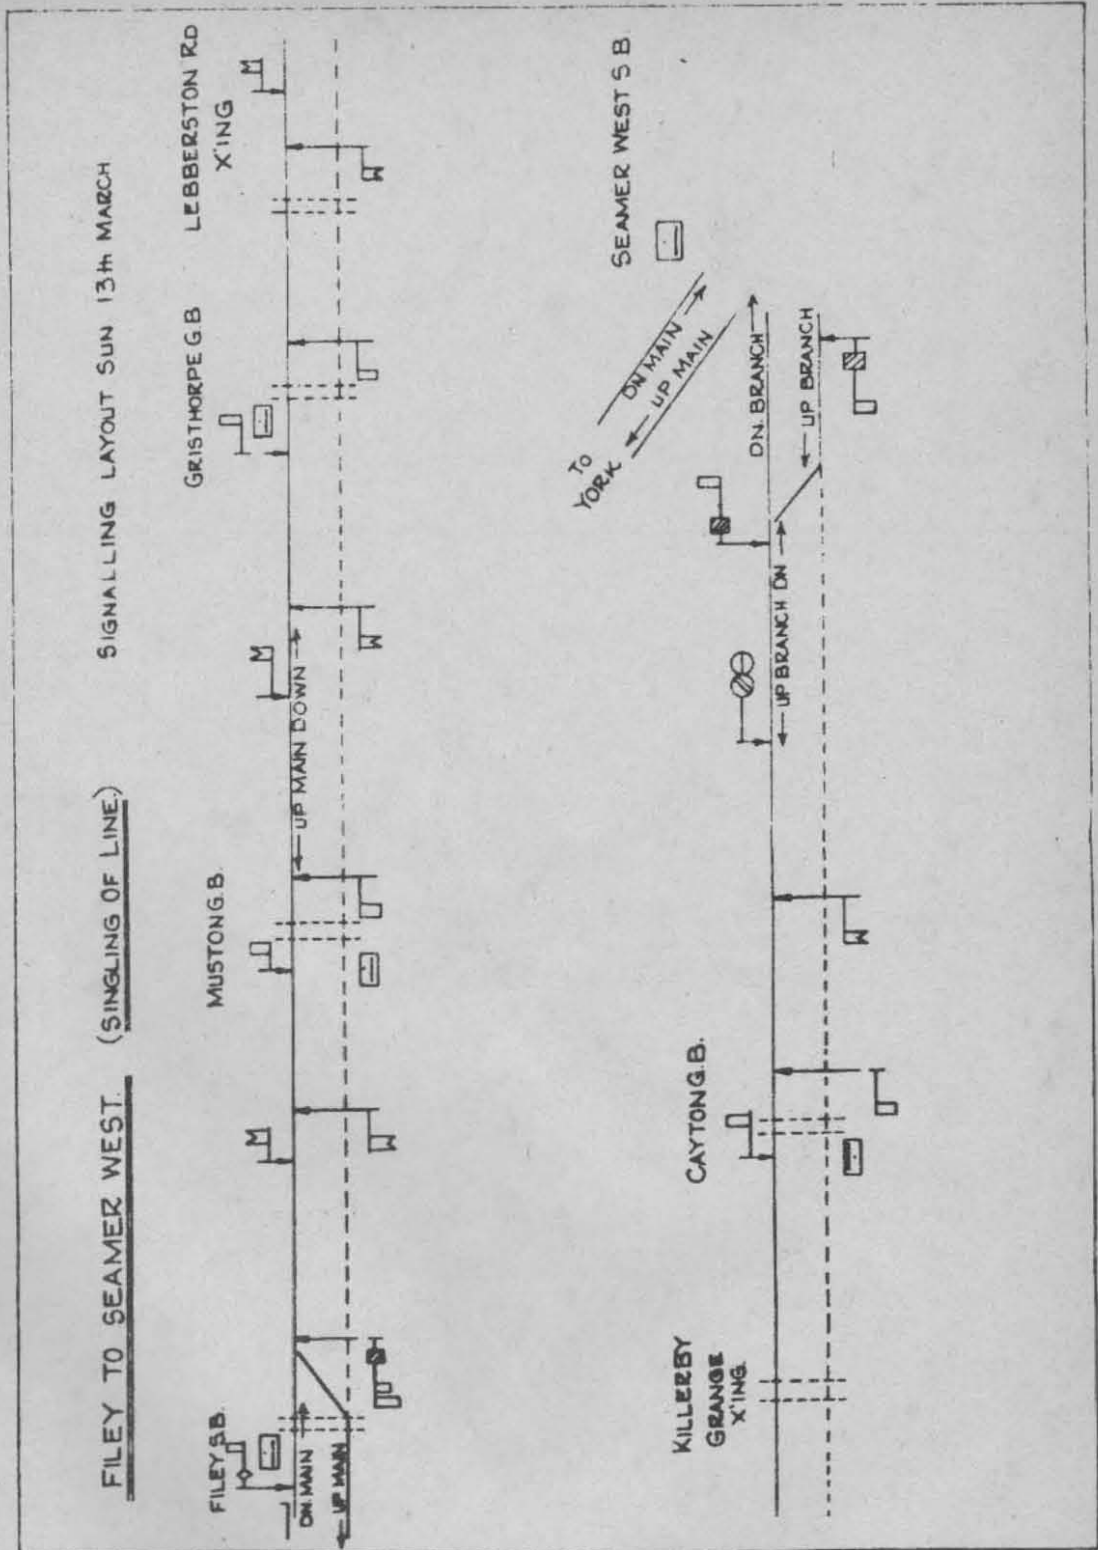 FILEY TO SEAMER WEST. (SINGLING OF LINE.) SIGNALLING LAYOUT SUN 13th MARCH
FILEY S.B.
MUSTON G.B.
GRISTHORPE G.B
LEBBERSTON RD
X'ING
DN. MAIN
UP MAIN
UP MAIN DOWN
KILLERBY
GRANGE
X'ING.
CAYTON G.B.
UP BRANCH DN
TO
YORK
DN MAIN
UP MAIN
DN. BRANCH
UP BRANCH
SEAMER WEST S B.